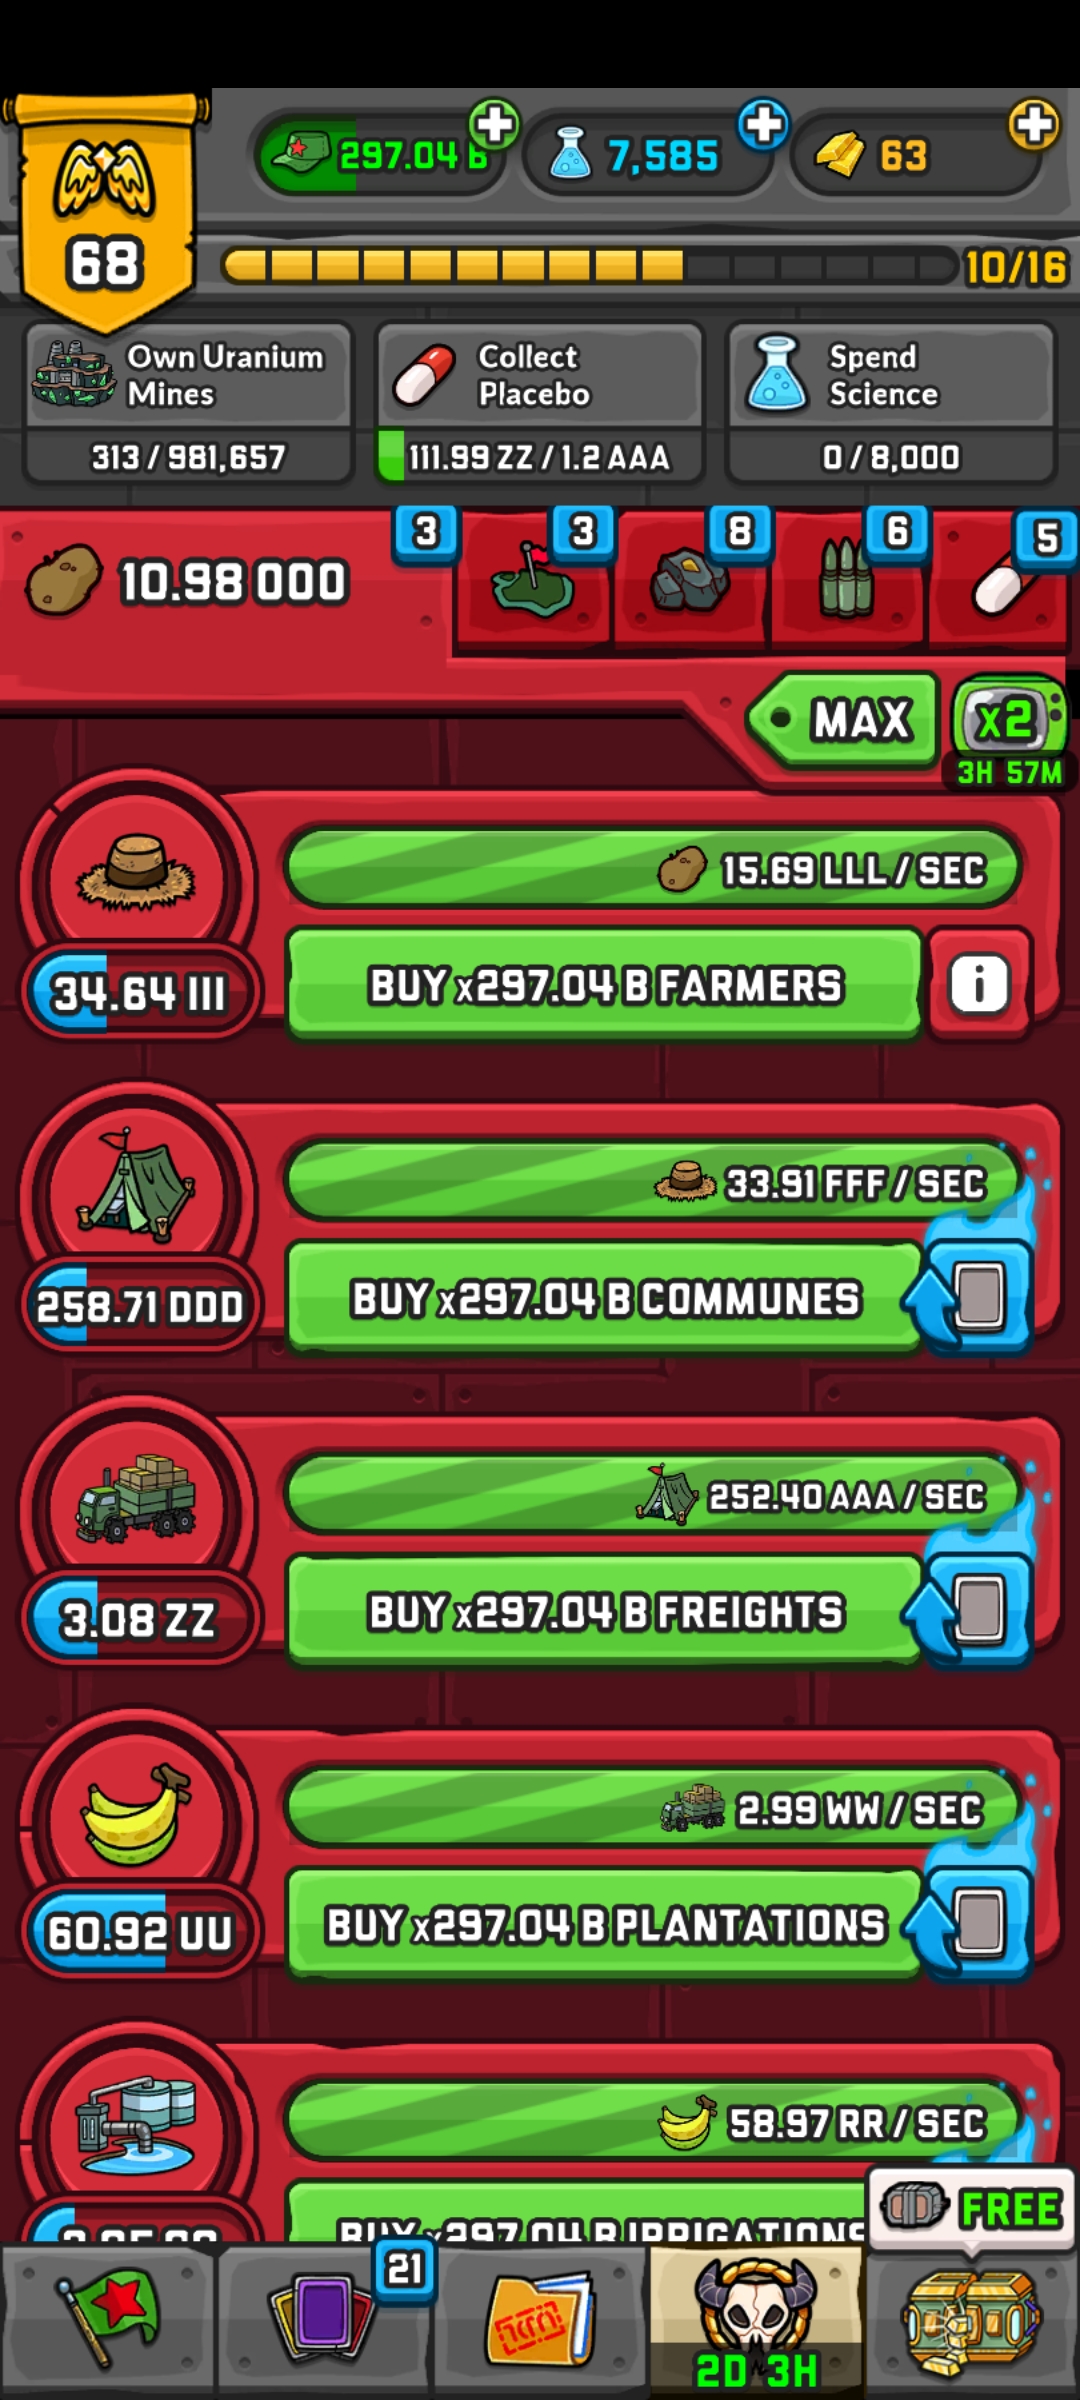 297.04 B
7,585
63
68
10/16
Own Uranium
Mines
313 / 981,657
Collect
Placebo
111.99 ZZ / 1.2 AAA
Spend
Science
0 / 8,000
10.98 OOO
3
3
8
6
5
MAX
x2
3H 57M
15.69 LLL / SEC
34.64 III
BUY x297.04 B FARMERS
i
33.91 FFF / SEC
258.71 DDD
BUY x297.04 B COMMUNES
252.40 AAA / SEC
3.08 ZZ
BUY x297.04 B FREIGHTS
2.99 WW / SEC
60.92 UU
BUY x297.04 B PLANTATIONS
58.97 RR / SEC
BUY x297.04 B IRRIGATIONS
FREE
21
2D 3H